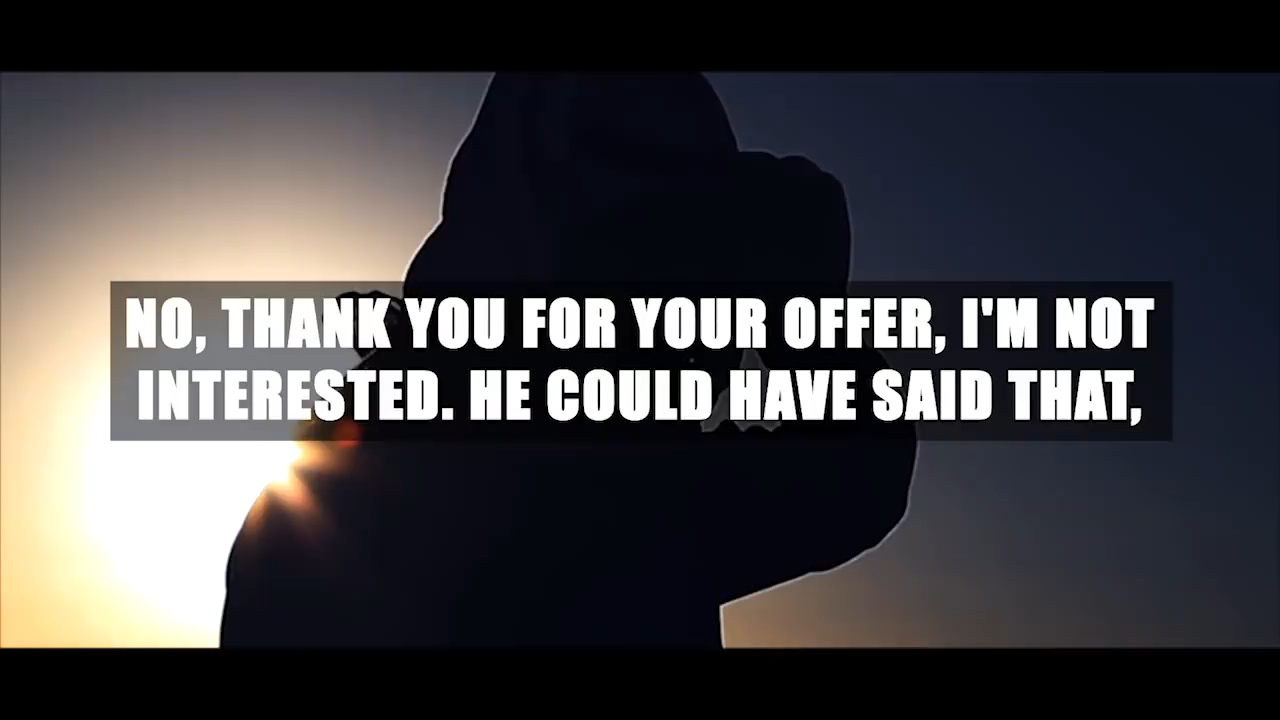 NO, THANK YOU FOR YOUR OFFER, I'M NOT
INTERESTED. HE COULD HAVE SAID THAT,